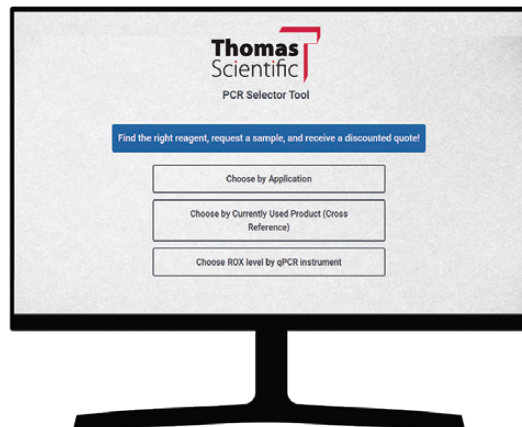 Thomas
Scientific
PCR Selector Tool
Find the right reagent, request a sample, and receive a discounted quote!
Choose by Application
Choose by Currently Used Product (Cross
Reference)
Choose ROX level by qPCR instrument